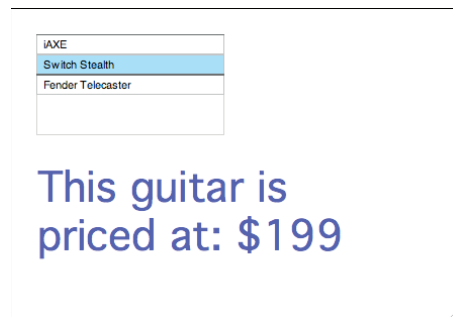 iAXE
Switch Stealth
Fender Telecaster
This guitar is
priced at: $199